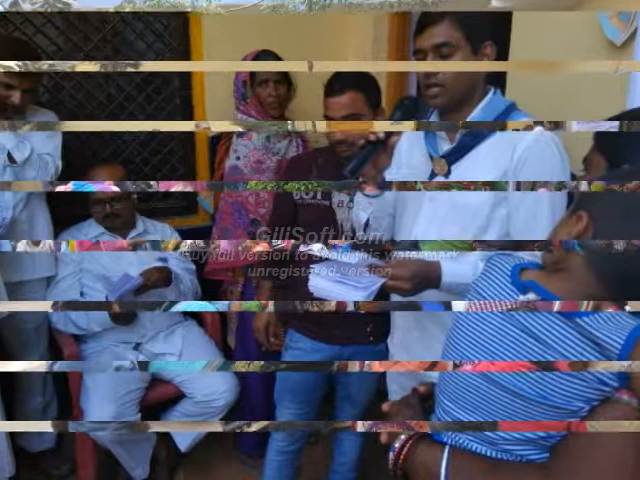 GiliSoft.com
Buy full version to avoid this watermark
unregistered version